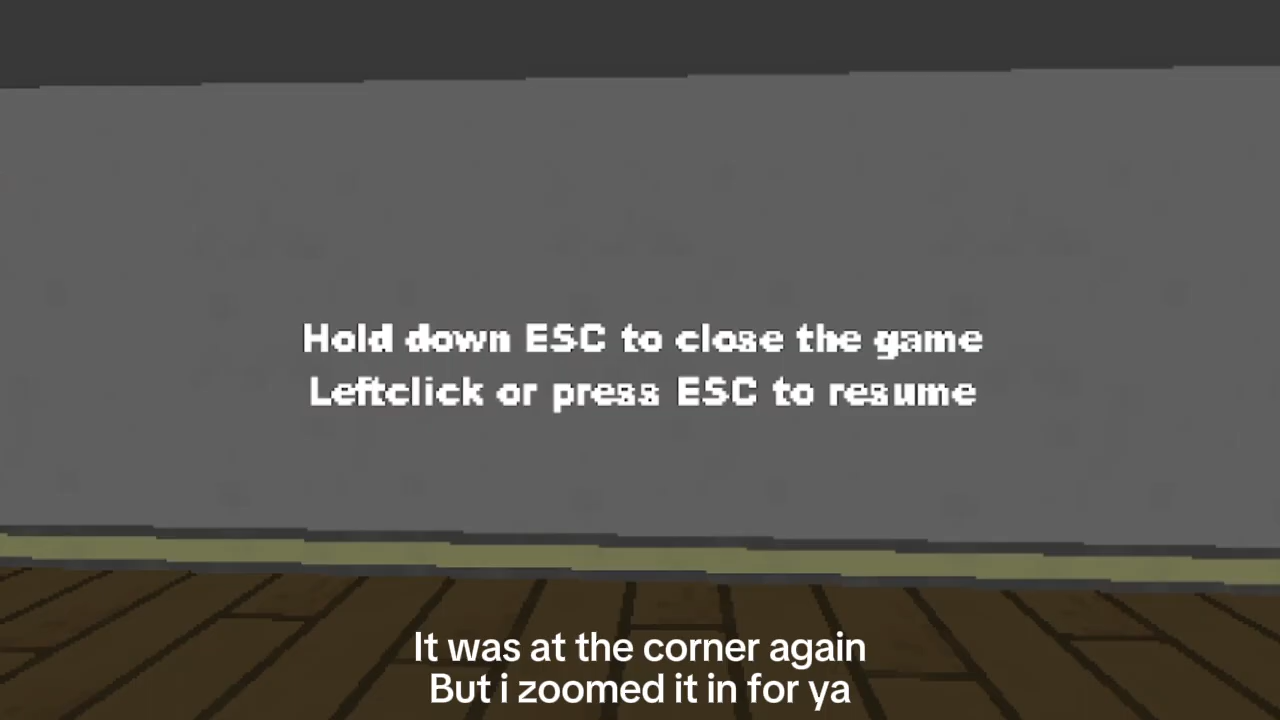 Hold down ESC to close the game
Leftclick or press ESC to resume
It was at the corner again
But i zoomed it in for ya